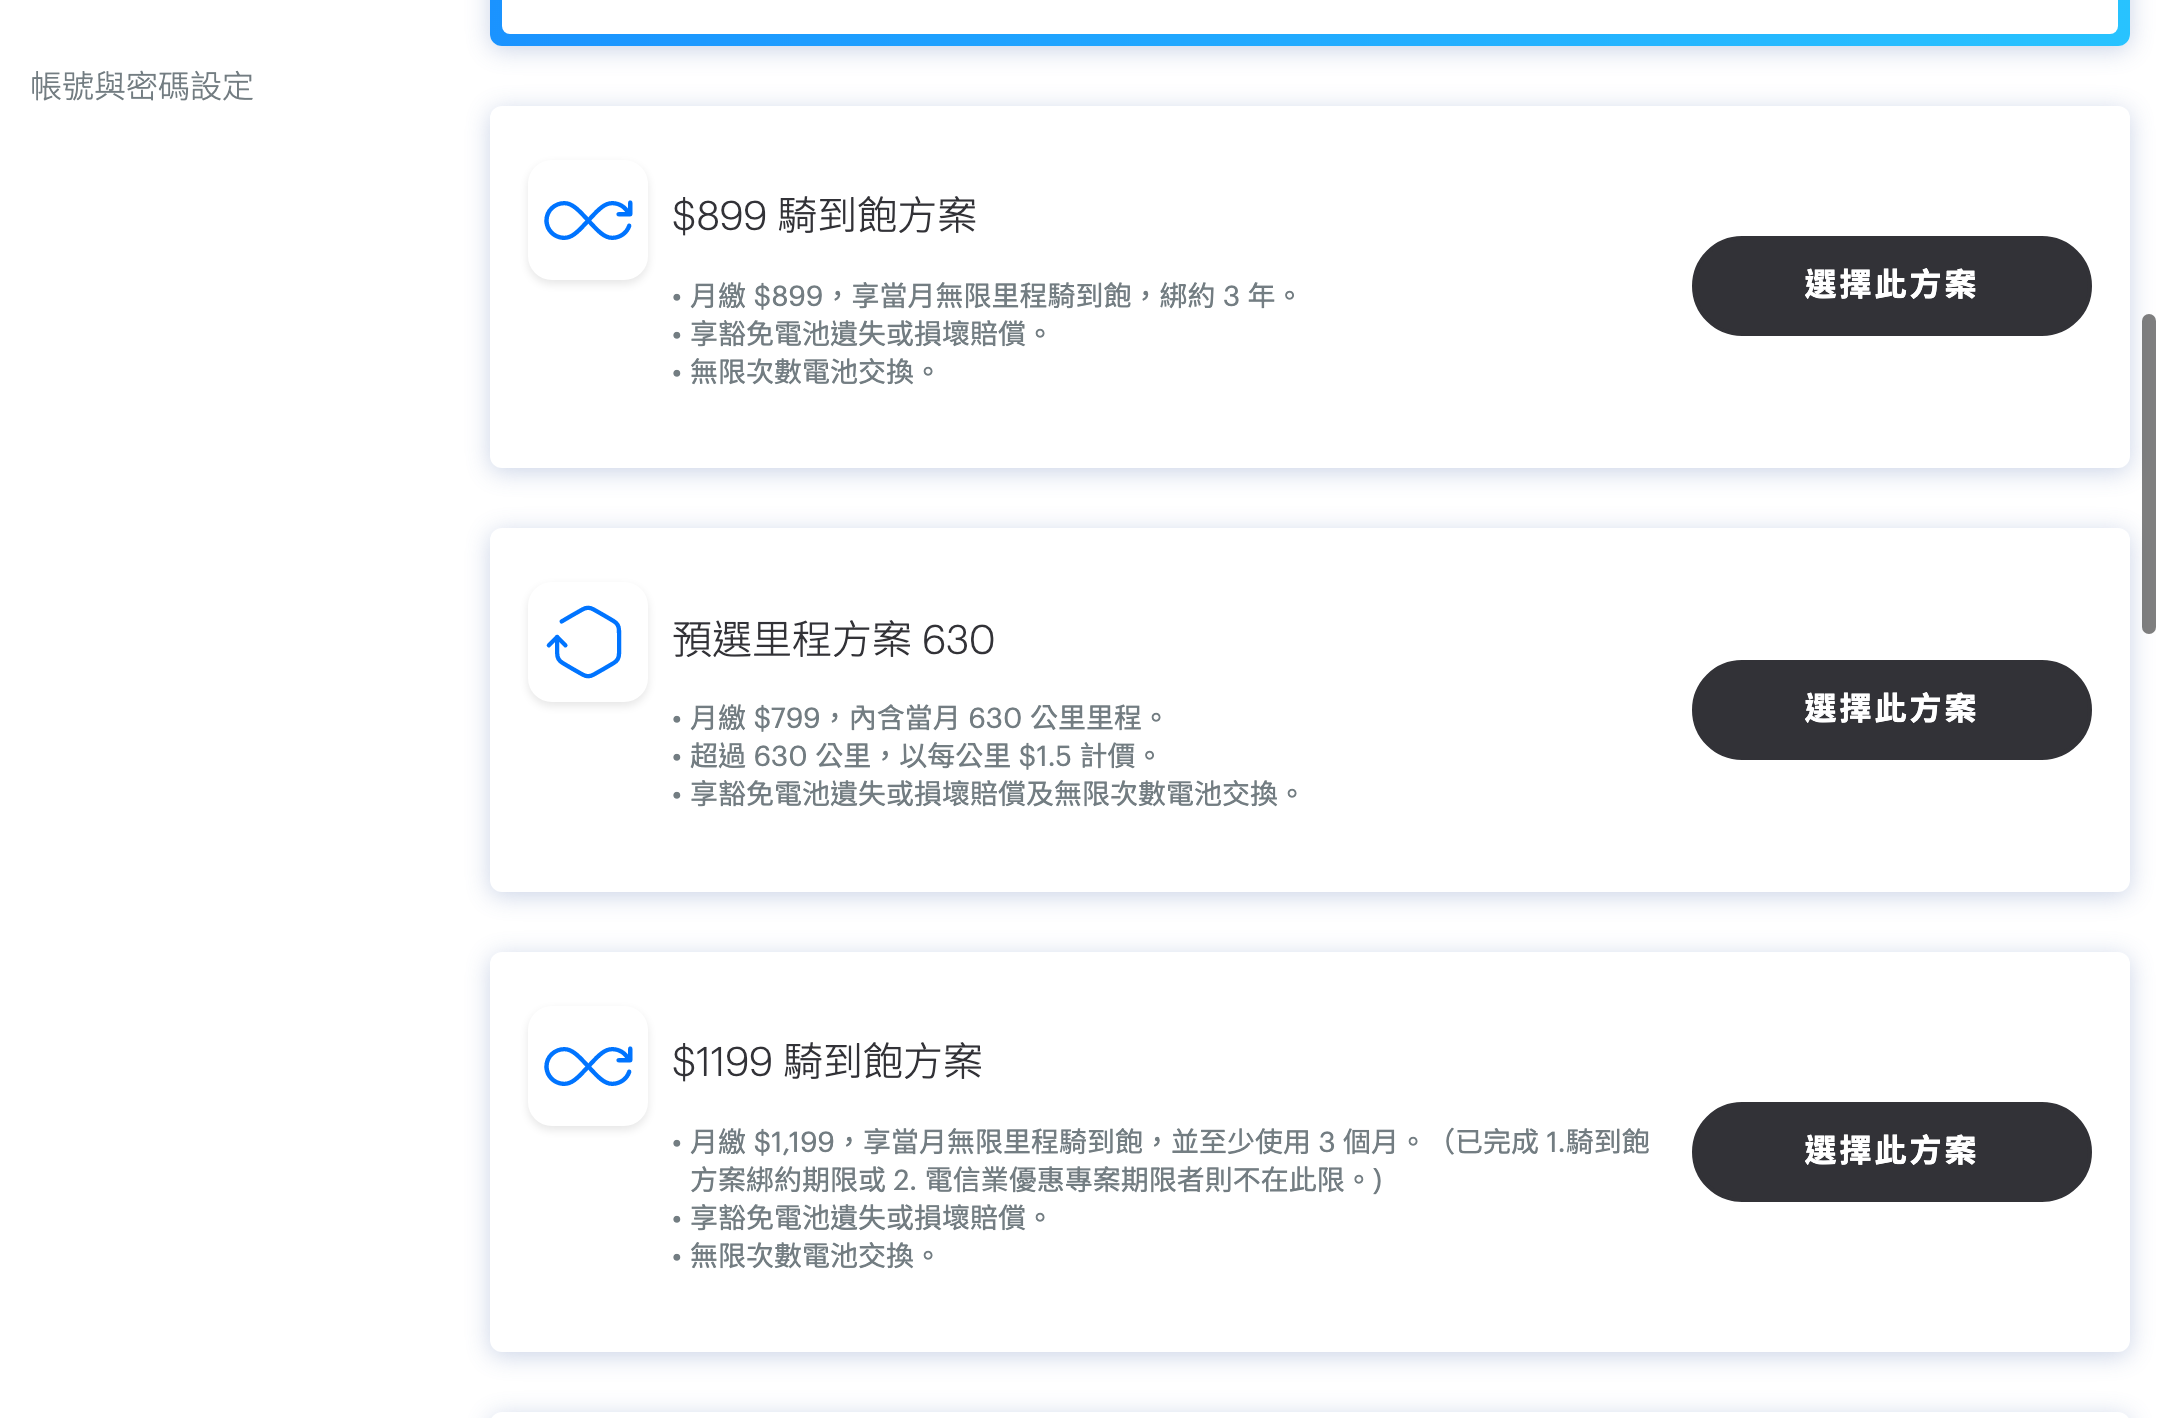 帳號與密碼設定
$899 騎到飽方案
• 月繳 $899，享當月無限里程騎到飽，綁約 3 年。
• 享豁免電池遺失或損壞賠償。
• 無限次數電池交換。
選擇此方案
預選里程方案 630
• 月繳 $799，內含當月 630 公里里程。
• 超過 630 公里，以每公里 $1.5 計價。
• 享豁免電池遺失或損壞賠償及無限次數電池交換。
選擇此方案
$1199 騎到飽方案
• 月繳 $1,199，享當月無限里程騎到飽，並至少使用 3 個月。（已完成 1.騎到飽
方案綁約期限或 2. 電信業優惠專案期限者則不在此限。)
• 享豁免電池遺失或損壞賠償。
• 無限次數電池交換。
選擇此方案